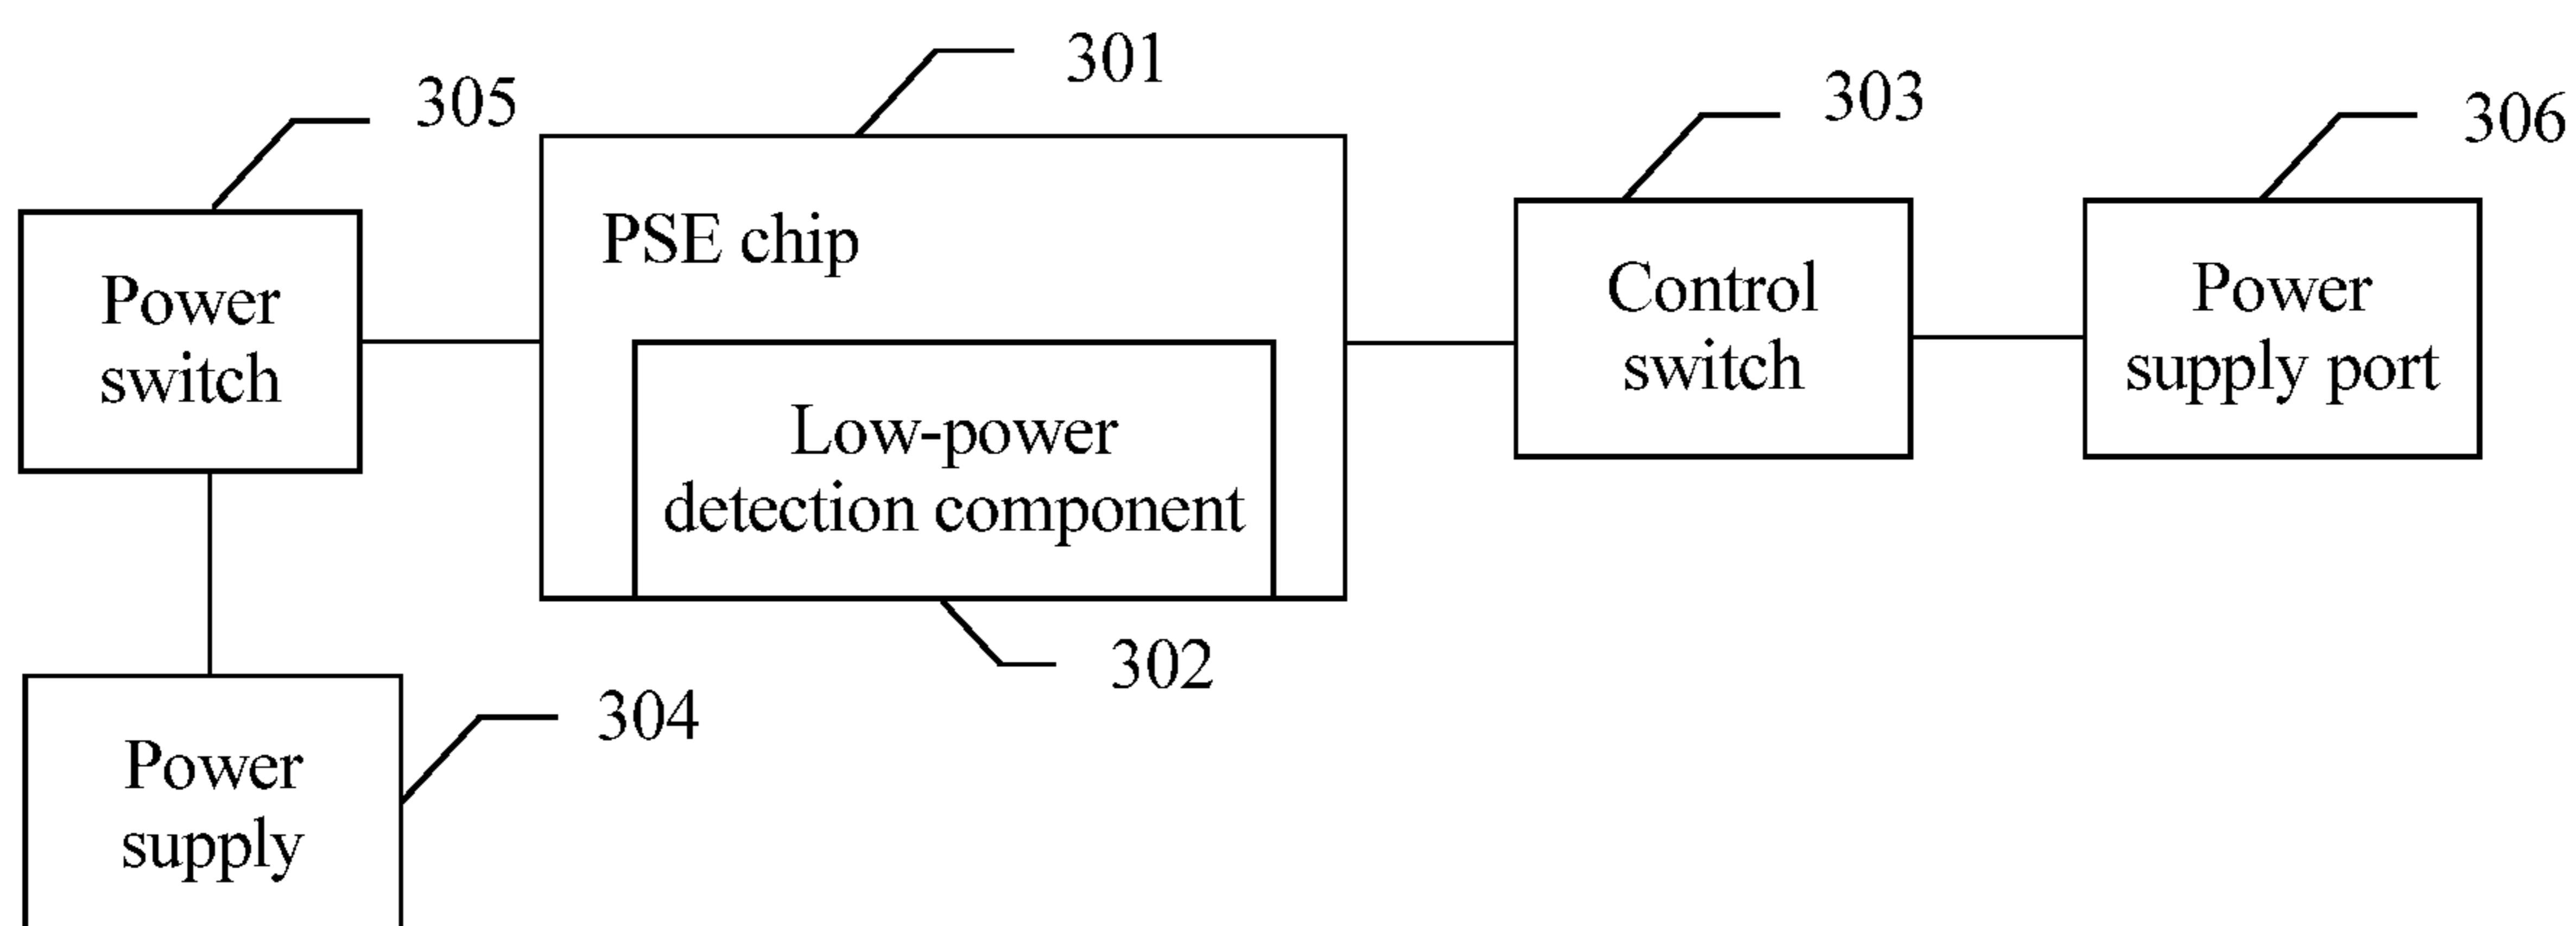 301
305
303
306
PSE chip
Power
switch
Control
switch
Power
supply port
Low-power
detection component
302
304
Power
supply